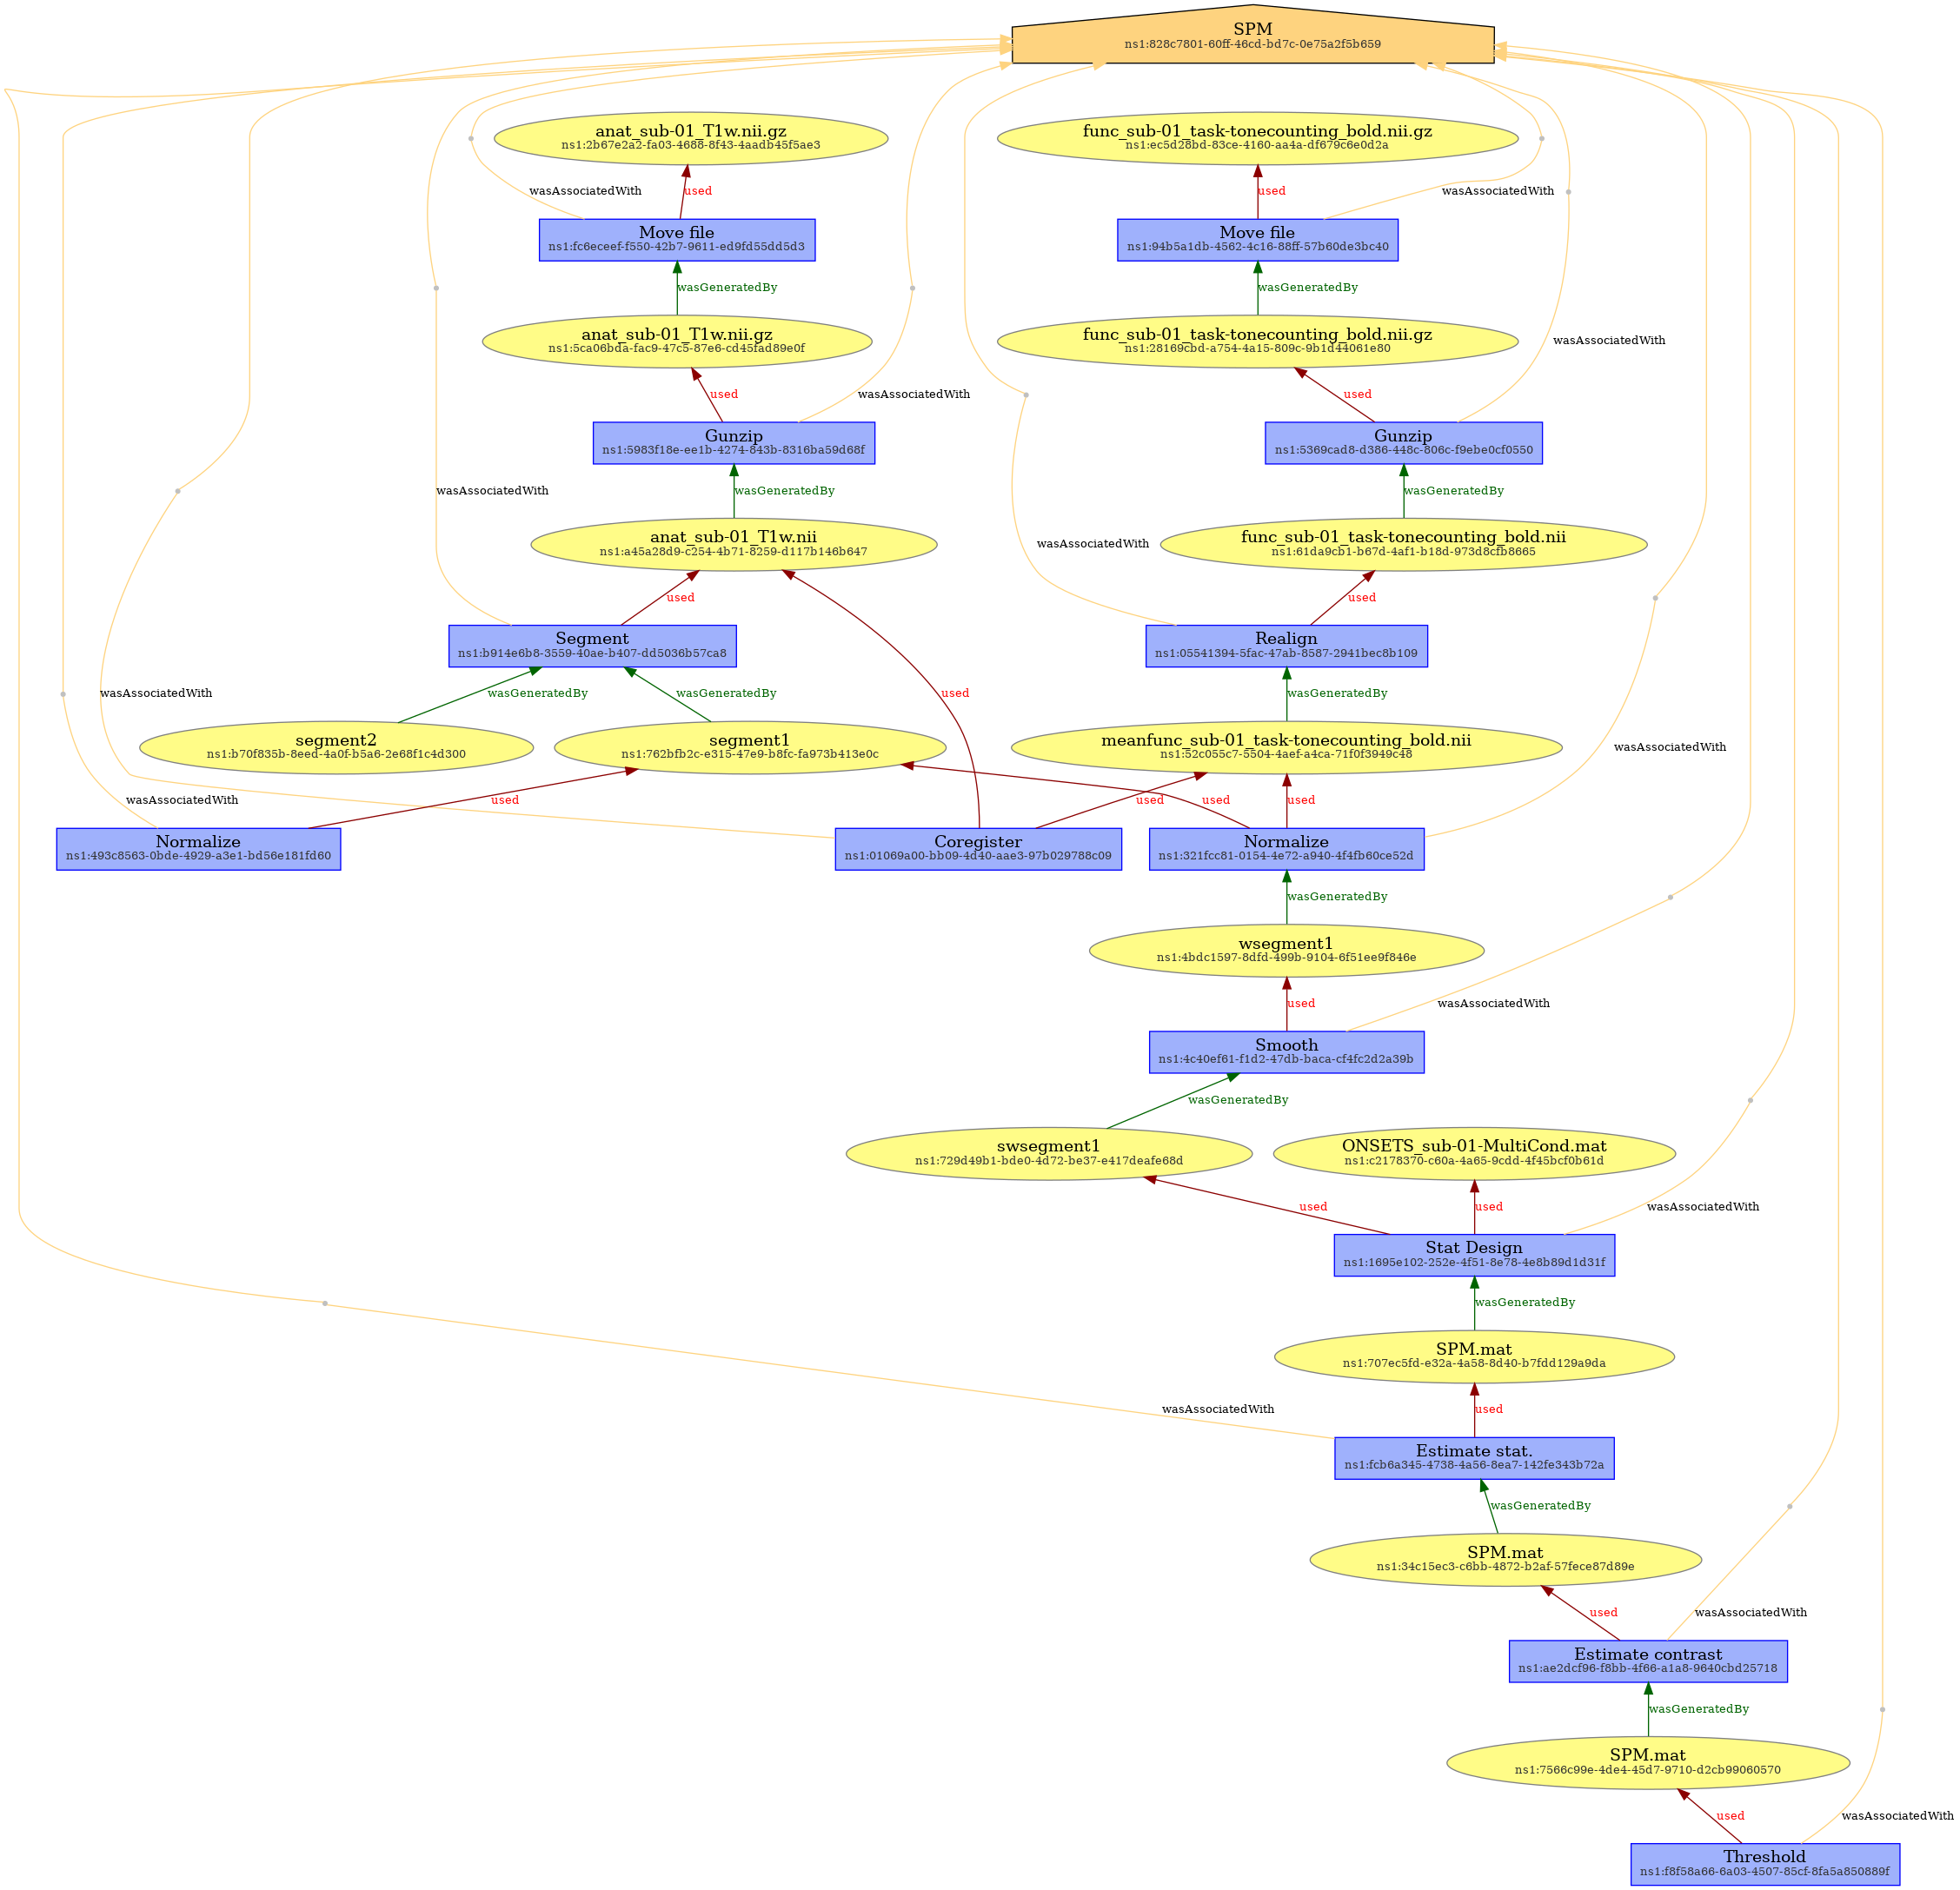 SPM
ns1:828c7801-60ff-46cd-bd7c-0e75a2f5b659
anat_sub-01_T1w.nii.gz
ns1:2b67e2a2-fa03-4688-8f43-4aadb45f5ae3
func_sub-01_task-tonecounting_bold.nii.gz
ns1:ec5d28bd-83ce-4160-aa4a-df679c6e0d2a
wasAssociatedWith
used
used
wasAssociatedWith
Move file
ns1:fc6eceef-f550-42b7-9611-ed9fd55dd5d3
Move file
ns1:94b5a1db-4562-4c16-88ff-57b60de3bc40
wasGeneratedBy
wasGeneratedBy
anat_sub-01_T1w.nii.gz
ns1:5ca06bda-fac9-47c5-87e6-cd45fad89e0f
func_sub-01_task-tonecounting_bold.nii.gz
ns1:28169cbd-a754-4a15-809c-9b1d44061e80
wasAssociatedWith
used
wasAssociatedWith
used
Gunzip
ns1:5983f18e-ee1b-4274-843b-8316ba59d68f
Gunzip
ns1:5369cad8-d386-448c-806c-f9ebe0cf0550
wasAssociatedWith
wasGeneratedBy
wasGeneratedBy
anat_sub-01_T1w.nii
ns1:a45a28d9-c254-4b71-8259-d117b146b647
wasAssociatedWith
func_sub-01_task-tonecounting_bold.nii
ns1:61da9cb1-b67d-4af1-b18d-973d8cfb8665
used
used
Segment
ns1:b914e6b8-3559-40ae-b407-dd5036b57ca8
Realign
ns1:05541394-5fac-47ab-8587-2941bec8b109
wasAssociatedWith
wasGeneratedBy
wasGeneratedBy
used
wasGeneratedBy
segment2
ns1:b70f835b-8eed-4a0f-b5a6-2e68f1c4d300
segment1
ns1:762bfb2c-e315-47e9-b8fc-fa973b413e0c
meanfunc_sub-01_task-tonecounting_bold.nii
ns1:52c055c7-5504-4aef-a4ca-71f0f3949c48
wasAssociatedWith
wasAssociatedWith
used
used
used
used
Normalize
ns1:493c8563-0bde-4929-a3e1-bd56e181fd60
Coregister
ns1:01069a00-bb09-4d40-aae3-97b029788c09
Normalize
ns1:321fcc81-0154-4e72-a940-4f4fb60ce52d
wasGeneratedBy
wsegment1
ns1:4bdc1597-8dfd-499b-9104-6f51ee9f846e
used
wasAssociatedWith
Smooth
ns1:4c40ef61-f1d2-47db-baca-cf4fc2d2a39b
wasGeneratedBy
swsegment1
ns1:729d49b1-bde0-4d72-be37-e417deafe68d
ONSETS_sub-01-MultiCond.mat
ns1:c2178370-c60a-4a65-9cdd-4f45bcf0b61d
used
used
wasAssociatedWith
Stat Design
ns1:1695e102-252e-4f51-8e78-4e8b89d1d31f
wasGeneratedBy
SPM.mat
ns1:707ec5fd-e32a-4a58-8d40-b7fdd129a9da
wasAssociatedWith
used
Estimate stat.
ns1:fcb6a345-4738-4a56-8ea7-142fe343b72a
wasGeneratedBy
SPM.mat
ns1:34c15ec3-c6bb-4872-b2af-57fece87d89e
used
wasAssociatedWith
Estimate contrast
ns1:ae2dcf96-f8bb-4f66-a1a8-9640cbd25718
wasGeneratedBy
SPM.mat
ns1:7566c99e-4de4-45d7-9710-d2cb99060570
used
wasAssociatedWith
Threshold
ns1:f8f58a66-6a03-4507-85cf-8fa5a850889f